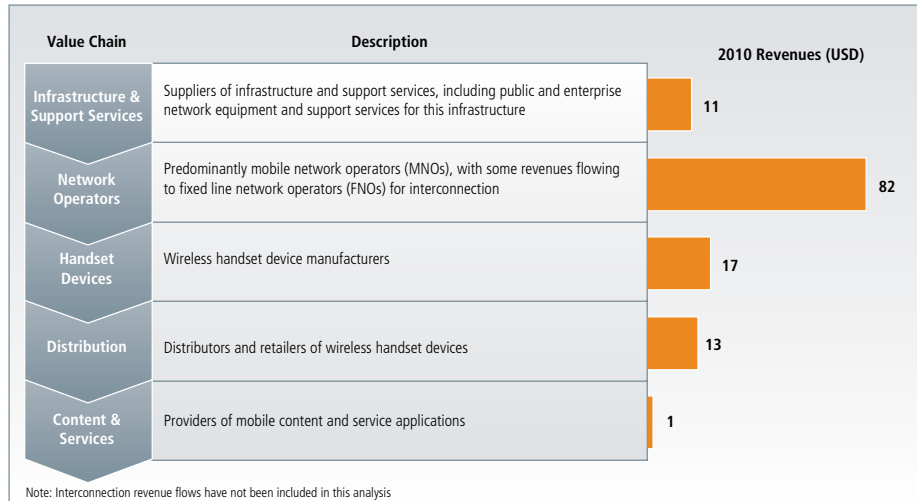 Value Chain
Description
2010 Revenues (USD)
Infrastructure &
Support Services
Suppliers of infrastructure and support services, including public and enterprise
network equipment and support services for this infrastructure
11
Network
Operators
Predominantly mobile network operators (MNOs), with some revenues flowing
to fixed line network operators (FNOs) for interconnection
82
Handset
Devices
Wireless handset device manufacturers
17
Distribution
Distributors and retailers of wireless handset devices
13
Content &
Services
Providers of mobile content and service applications
1
Note: Interconnection revenue flows have not been included in this analysis